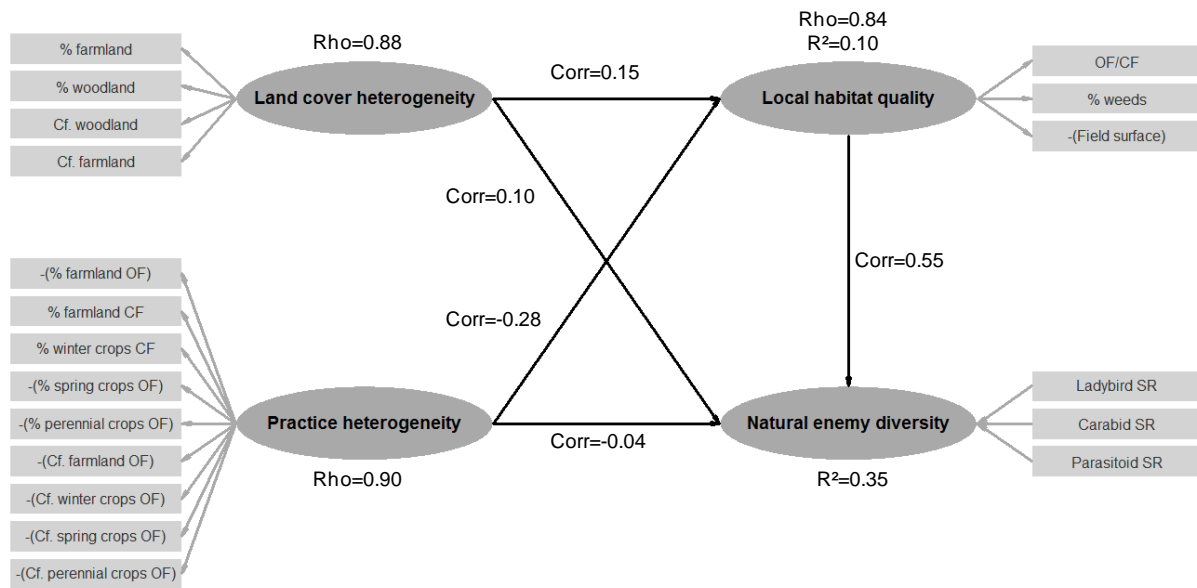 % farmland
% woodland
Cf. woodland
Cf. farmland
Rho=0.88
Land cover heterogeneity
Corr=0.15
Rho=0.84
R²=0.10
Local habitat quality
OF/CF
% weeds
-(Field surface)
Corr=0.10
Corr=0.55
Corr=-0.28
-(% farmland OF)
% farmland CF
% winter crops CF
-(% spring crops OF)
-(% perennial crops OF)
-(Cf. farmland OF)
-(Cf. winter crops OF)
-(Cf. spring crops OF)
-(Cf. perennial crops OF)
Practice heterogeneity
Rho=0.90
Corr=-0.04
Natural enemy diversity
R²=0.35
Ladybird SR
Carabid SR
Parasitoid SR